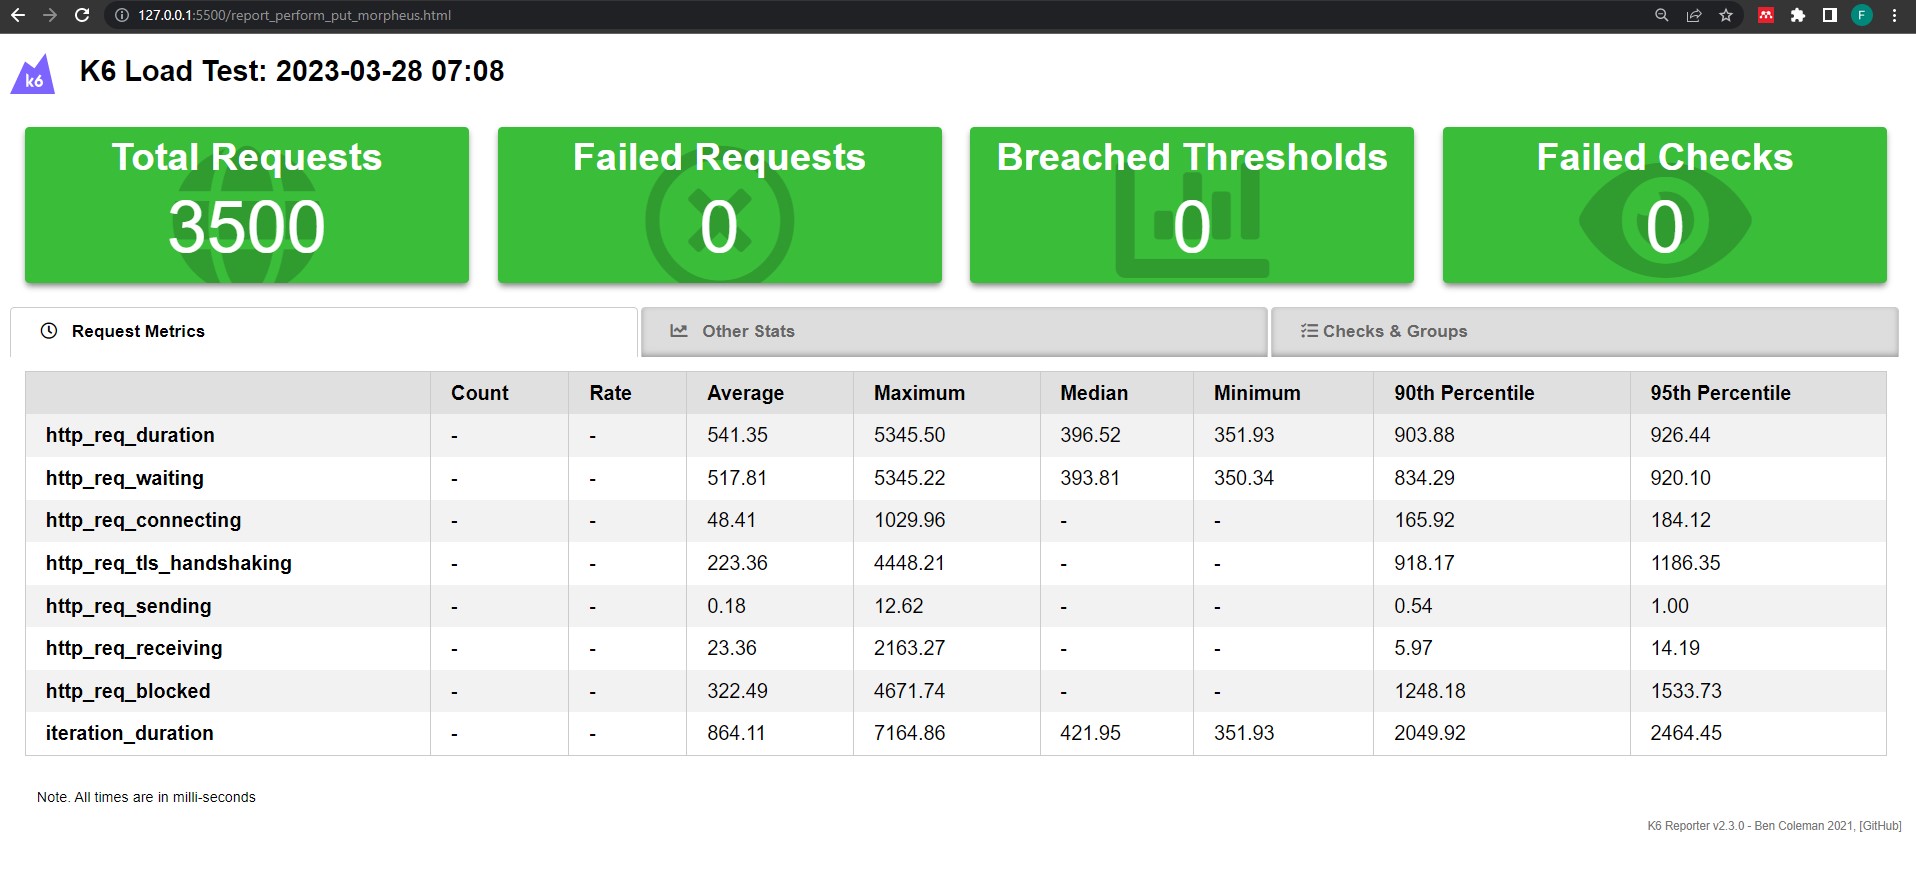 127.0.0.1:5500/report_perform_put_morpheus.html
F
k6
K6 Load Test: 2023-03-28 07:08
Total Requests
3500
Failed Requests
0
Breached Thresholds
0
Failed Checks
0
Request Metrics
Other Stats
Checks & Groups
Count Rate Average Maximum Median Minimum 90th Percentile 95th Percentile
http_req_duration - - 541.35 5345.50 396.52 351.93 903.88 926.44
http_req_waiting - - 517.81 5345.22 393.81 350.34 834.29 920.10
http_req_connecting - - 48.41 1029.96 - - 165.92 184.12
http_req_tls_handshaking - - 223.36 4448.21 - - 918.17 1186.35
http_req_sending - - 0.18 12.62 - - 0.54 1.00
http_req_receiving - - 23.36 2163.27 - - 5.97 14.19
http_req_blocked - - 322.49 4671.74 - - 1248.18 1533.73
iteration_duration - - 864.11 7164.86 421.95 351.93 2049.92 2464.45
Note. All times are in milli-seconds
K6 Reporter v2.3.0 - Ben Coleman 2021, [GitHub]